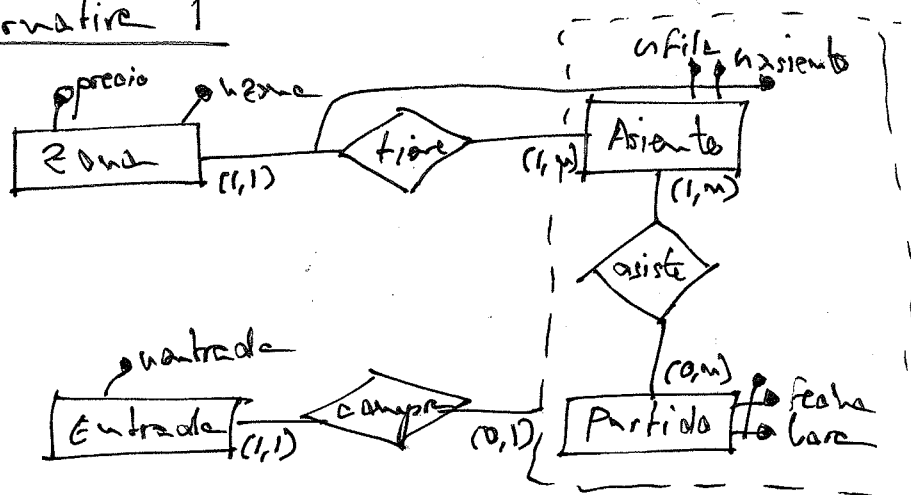 rnative 1
precio
nzona
nfila
nasiento
Zona
(1,1)
tiene
(1,n)
Asiento
(1,n)
asiste
(0,n)
nentrada
Entrada
(1,1)
compra
(0,1)
Partido
fecha
hora